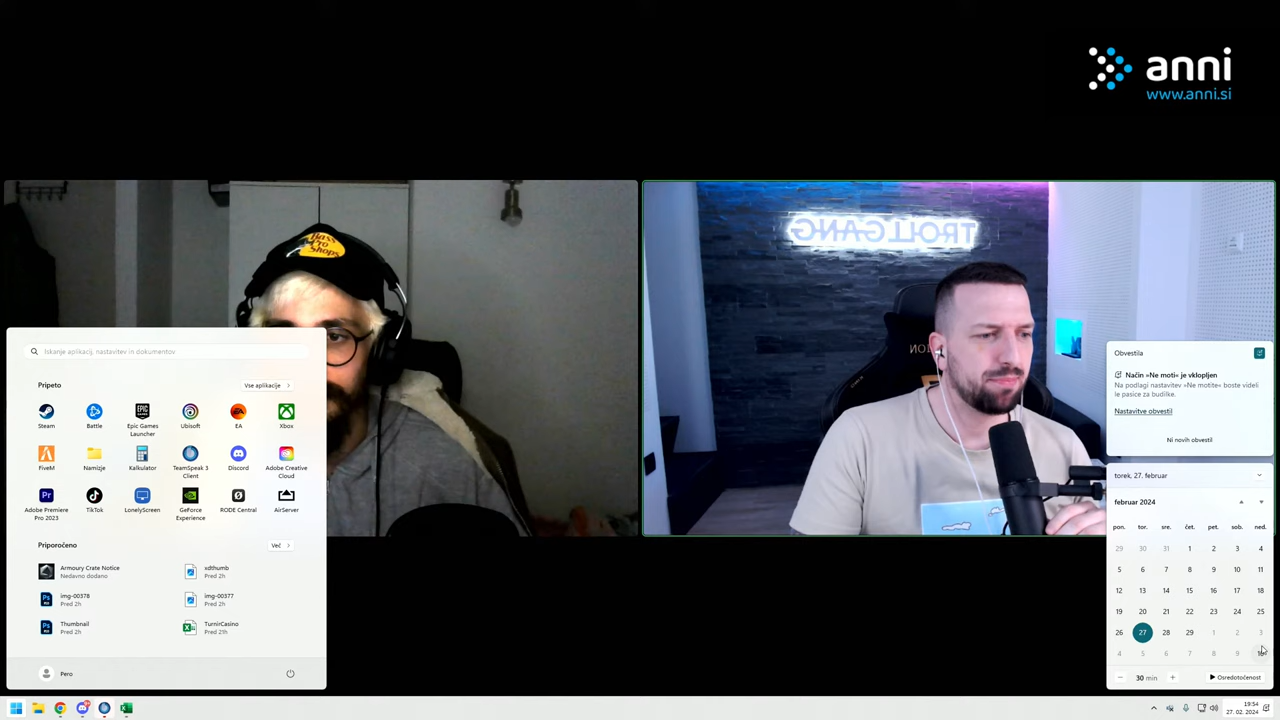 anni
www.anni.si
Bass
Pro
Shops
TROLLGANG
Iskanje aplikacij, nastavitev in dokumentov
Pripeto
Vse aplikacije
Steam
Battle
Epic Games
Launcher
Ubisoft
EA
Xbox
FiveM
Namizje
Kalkulator
TeamSpeak 3
Client
Discord
Adobe Creative
Cloud
Adobe Premiere
Pro 2023
TikTok
LonelyScreen
GeForce
Experience
RODE Central
AirServer
Priporočeno
Več
Armoury Crate Notice
Nedavno dodano
xdthumb
Pred 2h
img-00378
Pred 2h
img-00377
Pred 2h
Thumbnail
Pred 2h
TurnirCasino
Pred 21h
Pero
Obvestila
Način »Ne moti« je vklopljen
Na podlagi nastavitev »Ne motite« boste videli
le pasice za budilke.
Nastavitve obvestil
Ni novih obvestil
torek, 27. februar
februar 2024
pon. tor. sre. čet. pet. sob. ned.
29 30 31 1 2 3 4
5 6 7 8 9 10 11
12 13 14 15 16 17 18
19 20 21 22 23 24 25
26 27 28 29 1 2 3
4 5 6 7 8 9 10
30 min
Osredotočenost
19:54
27. 02. 2024